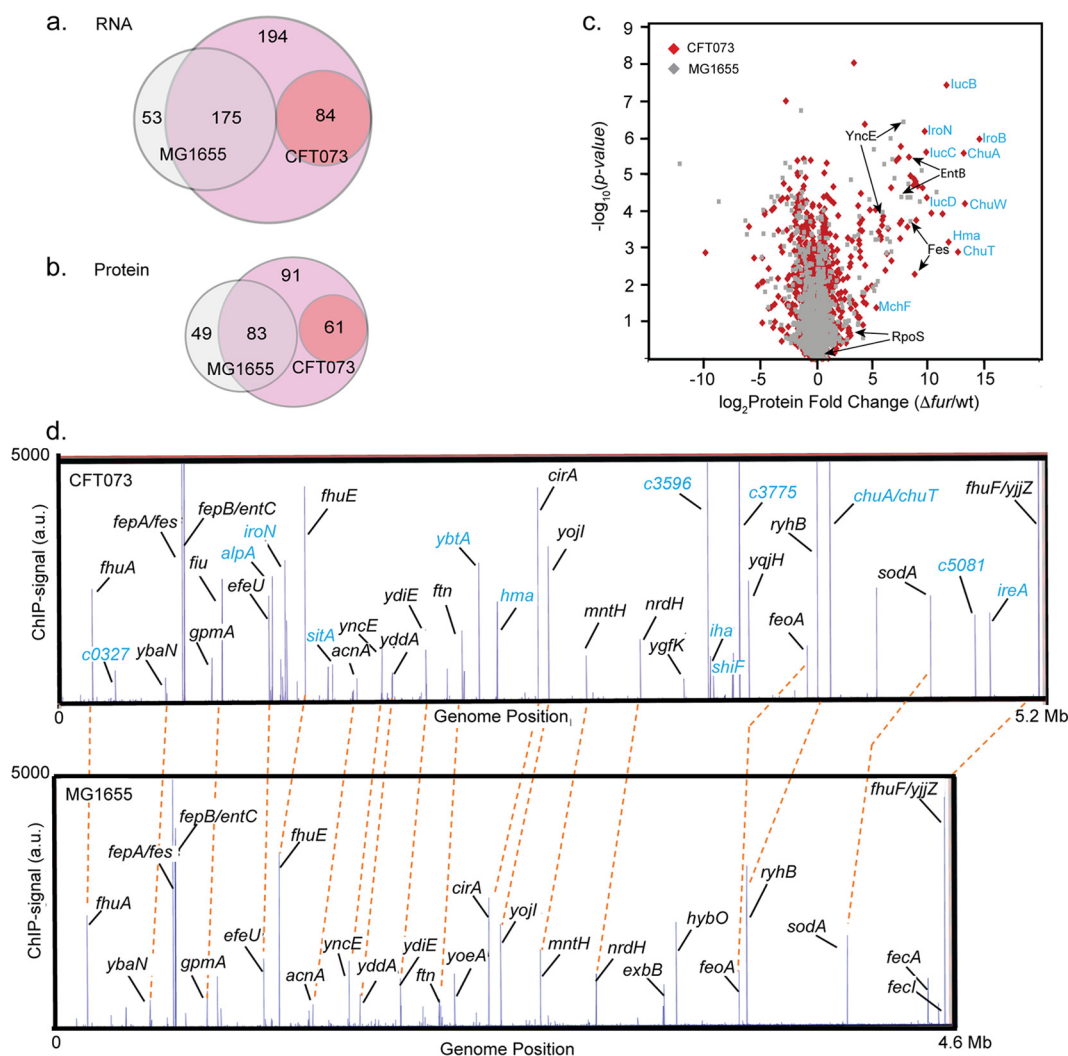 a. RNA
194
53
175
84
MG1655
CFT073
b. Protein
91
49
83
61
MG1655
CFT073
c.
9
8
7
6
5
4
3
2
1
-log10(p-value)
CFT073
MG1655
IucB
YncE
IroN
IroB
IucC
ChuA
EntB
IucD
ChuW
Hma
Fes
ChuT
MchF
RpoS
-10
-5
0
5
10
15
log2Protein Fold Change (Δfur/wt)
d.
5000
CFT073
ChIP-signal (a.u.)
cirA
c3596
c3775
chuA/chuT
fhuF/yjjZ
fepA/fes
fepB/entC
fhuE
ryhB
iroN
yojI
alpA
ybtA
fhuA
fiu
efeU
yqjH
sodA
ydiE
ftn
hma
c5081
mntH
nrdH
feoA
ireA
gpmA
yncE
iha
c0327
ybaN
sitA
acnA
yddA
ygfK
shiF
0
Genome Position
5.2 Mb
5000
MG1655
ChIP-signal (a.u.)
fhuF/yjjZ
fepB/entC
fepA/fes
fhuE
ryhB
cirA
fhuA
yojI
hybO
efeU
sodA
ybaN
gpmA
yncE
ydiE
yoeA
mntH
nrdH
fecA
acnA
yddA
ftn
exbB
feoA
fecI
0
Genome Position
4.6 Mb